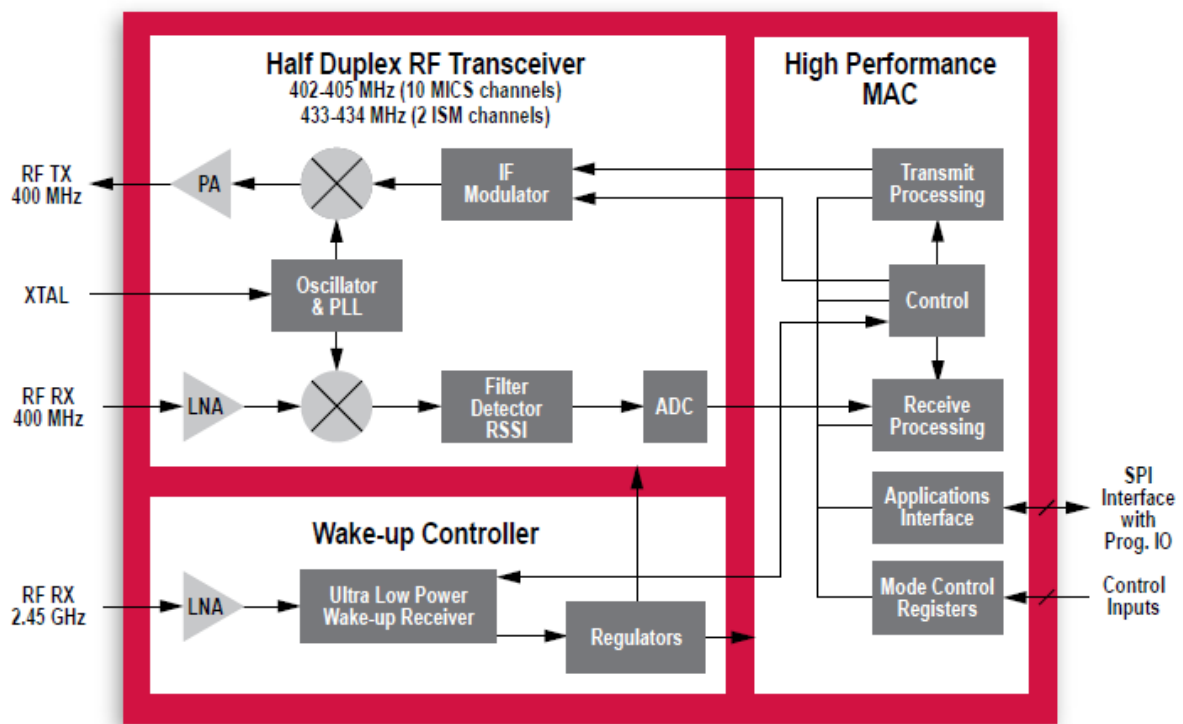 Half Duplex RF Transceiver
402-405 MHz (10 MICS channels)
433-434 MHz (2 ISM channels)
High Performance
MAC
RF TX
400 MHz
PA
IF
Modulator
Transmit
Processing
XTAL
Oscillator
& PLL
Control
RF RX
400 MHz
LNA
Filter
Detector
RSSI
ADC
Receive
Processing
Applications
Interface
SPI
Interface
with
Prog. IO
Wake-up Controller
RF RX
2.45 GHz
LNA
Ultra Low Power
Wake-up Receiver
Regulators
Mode Control
Registers
Control
Inputs